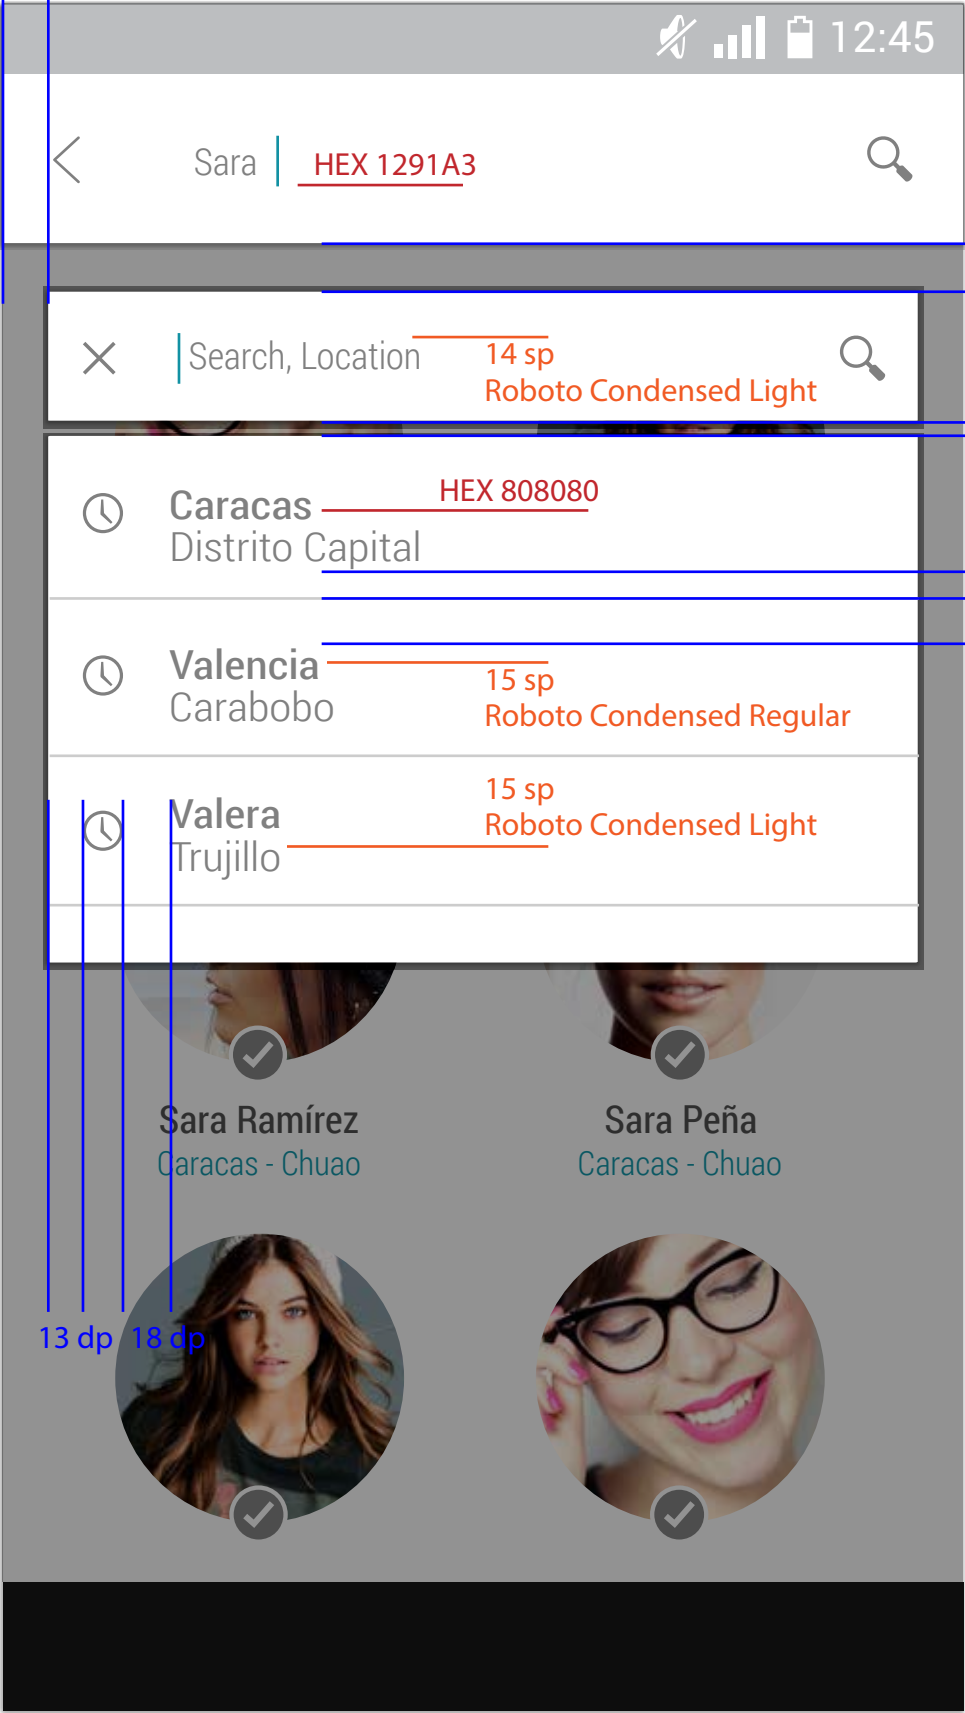 12:45
Sara
HEX 1291A3
Search, Location
14 sp
Roboto Condensed Light
Caracas
HEX 808080
Distrito Capital
Valencia
15 sp
Carabobo
Roboto Condensed Regular
15 sp
Valera
Roboto Condensed Light
Trujillo
Sara Ramírez
Sara Peña
Caracas - Chuao
Caracas - Chuao
13 dp
18 dp